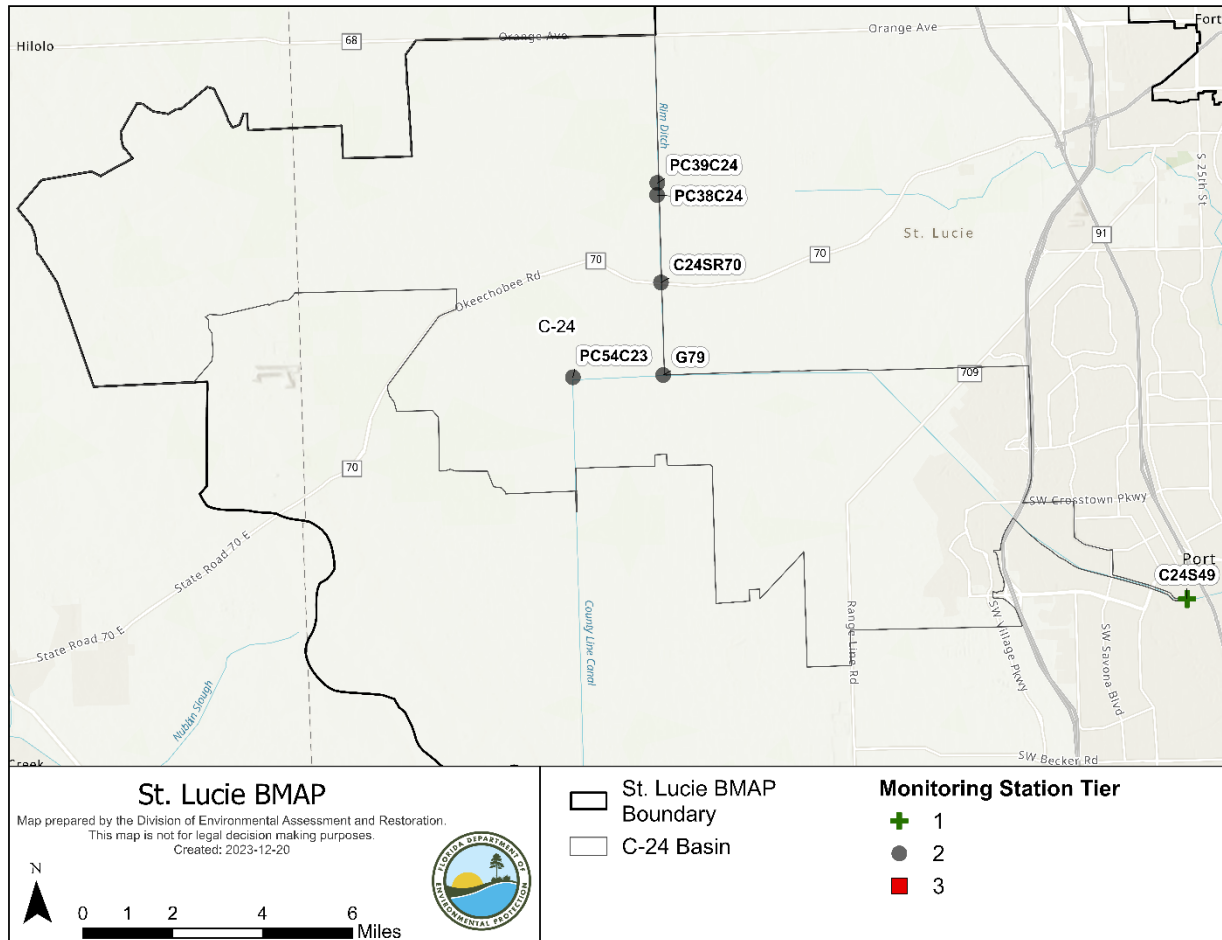 Hilolo
68
Orange Ave
Orange Ave
Fort
Rim Ditch
PC39C24
PC38C24
S 25th St
91
St. Lucie
70
70
C24SR70
Okeechobee Rd
C-24
PC54C23
G79
709
70
SW Crosstown Pkwy
State Road 70 E
Port
C24S49
County Line Canal
Range Line Rd
SW Village Pkwy
SW Savona Blvd
State Road 70 E
Nubbin Slough
SW Becker Rd
Creek
St. Lucie BMAP
Map prepared by the Division of Environmental Assessment and Restoration.
This map is not for legal decision making purposes.
Created: 2023-12-20
N
0 1 2 4 6
Miles
FLORIDA DEPARTMENT OF
ENVIRONMENTAL PROTECTION
St. Lucie BMAP
Boundary
C-24 Basin
Monitoring Station Tier
1
2
3